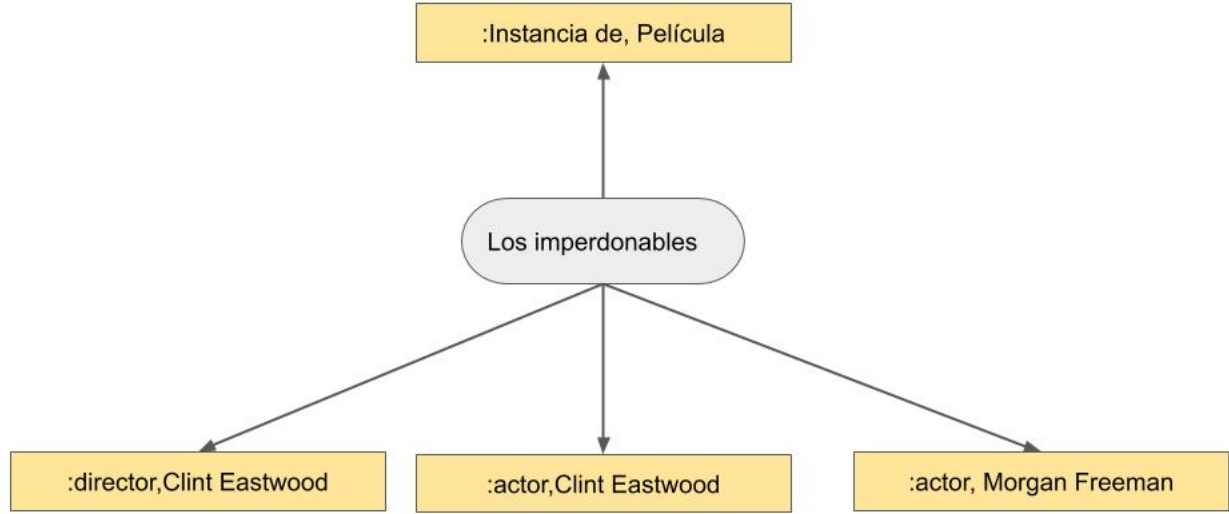 :Instancia de, Película
Los imperdonables
:director,Clint Eastwood
:actor,Clint Eastwood
:actor, Morgan Freeman